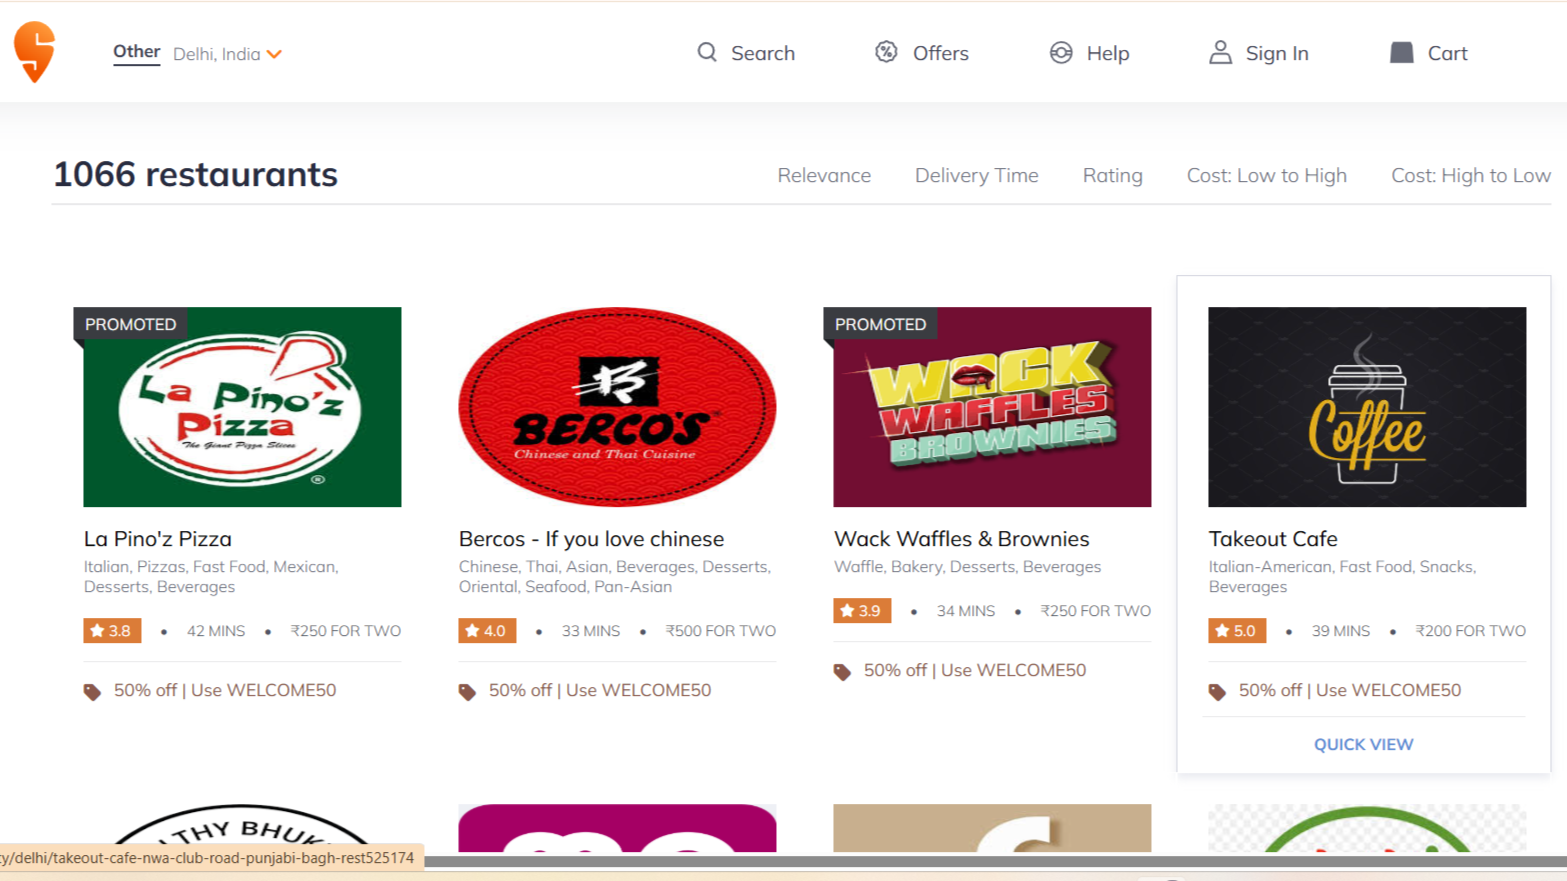 Other Delhi, India
Search
Offers
Help
Sign In
Cart
1066 restaurants
Relevance
Delivery Time
Rating
Cost: Low to High
Cost: High to Low
PROMOTED
La Pino'z
Pizza
The Giant Pizza Slices
®
La Pino'z Pizza
Italian, Pizzas, Fast Food, Mexican,
Desserts, Beverages
3.8 • 42 MINS • ₹250 FOR TWO
50% off | Use WELCOME50
BERCO'S™
Chinese and Thai Cuisine
Bercos - If you love chinese
Chinese, Thai, Asian, Beverages, Desserts,
Oriental, Seafood, Pan-Asian
4.0 • 33 MINS • ₹500 FOR TWO
50% off | Use WELCOME50
PROMOTED
WACK
WAFFLES
BROWNIES
Wack Waffles & Brownies
Waffle, Bakery, Desserts, Beverages
3.9 • 34 MINS • ₹250 FOR TWO
50% off | Use WELCOME50
Coffee
Takeout Cafe
Italian-American, Fast Food, Snacks,
Beverages
5.0 • 39 MINS • ₹200 FOR TWO
50% off | Use WELCOME50
QUICK VIEW
LTHY BHUK
y/delhi/takeout-cafe-nwa-club-road-punjabi-bagh-rest525174